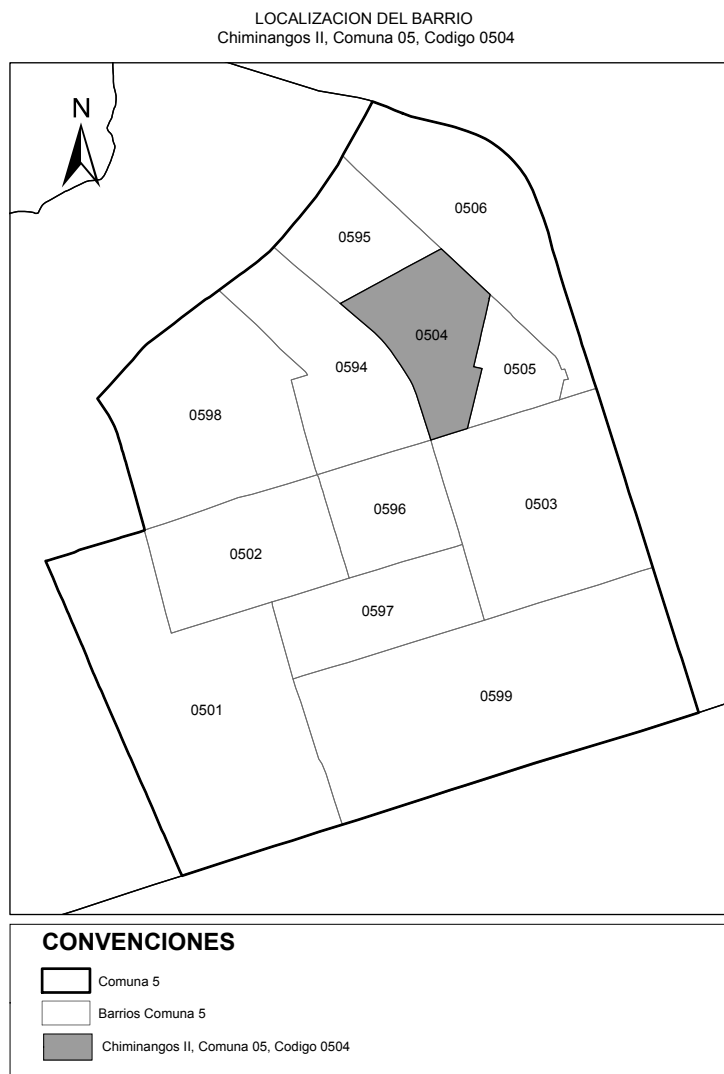 LOCALIZACION DEL BARRIO
Chiminangos II, Comuna 05, Codigo 0504
N
0506
0595
0504
0594
0505
0598
0503
0596
0502
0597
0501
0599
CONVENCIONES
Comuna 5
Barrios Comuna 5
Chiminangos II, Comuna 05, Codigo 0504